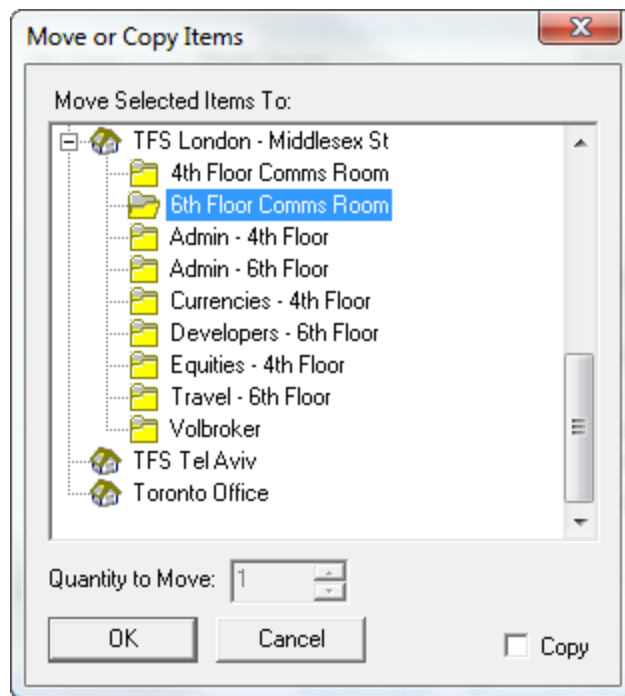 Move or Copy Items
Move Selected Items To:
TFS London - Middlesex St
4th Floor Comms Room
6th Floor Comms Room
Admin - 4th Floor
Admin - 6th Floor
Currencies - 4th Floor
Developers - 6th Floor
Equities - 4th Floor
Travel - 6th Floor
Volbroker
TFS Tel Aviv
Toronto Office
Quantity to Move: 1
OK Cancel Copy